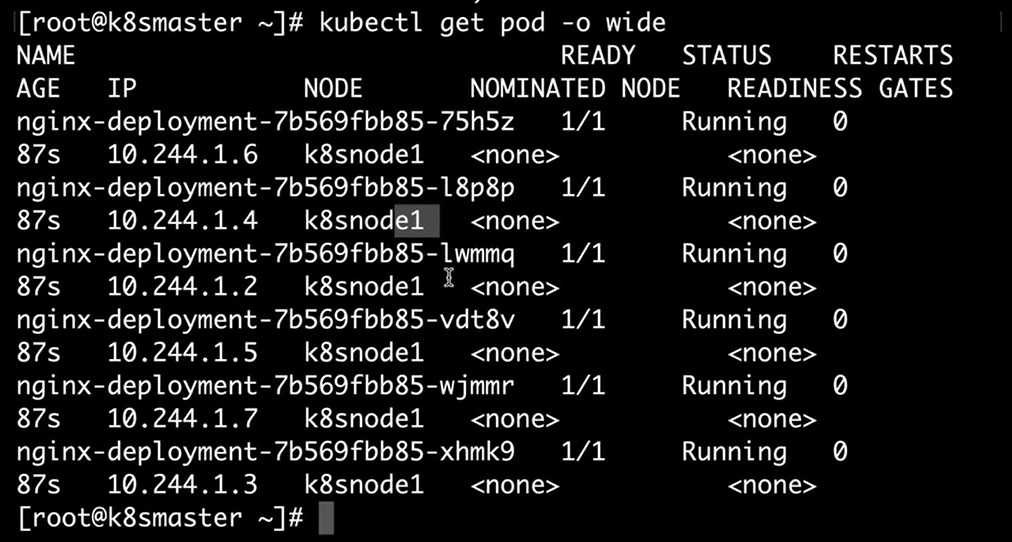 [root@k8smaster ~]# kubectl get pod -o wide
NAME READY STATUS RESTARTS
AGE IP NODE NOMINATED NODE READINESS GATES
nginx-deployment-7b569fbb85-75h5z 1/1 Running 0
87s 10.244.1.6 k8snode1 <none> <none>
nginx-deployment-7b569fbb85-l8p8p 1/1 Running 0
87s 10.244.1.4 k8snode1 <none> <none>
nginx-deployment-7b569fbb85-lwmmq 1/1 Running 0
87s 10.244.1.2 k8snode1 <none> <none>
nginx-deployment-7b569fbb85-vdt8v 1/1 Running 0
87s 10.244.1.5 k8snode1 <none> <none>
nginx-deployment-7b569fbb85-wjmmr 1/1 Running 0
87s 10.244.1.7 k8snode1 <none> <none>
nginx-deployment-7b569fbb85-xhmk9 1/1 Running 0
87s 10.244.1.3 k8snode1 <none> <none>
[root@k8smaster ~]#